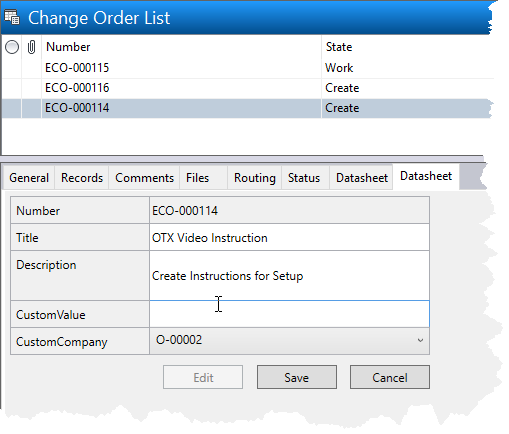 Change Order List
Number State
ECO-000115 Work
ECO-000116 Create
ECO-000114 Create
General Records Comments Files Routing Status Datasheet Datasheet
Number ECO-000114
Title OTX Video Instruction
Description Create Instructions for Setup
CustomValue
CustomCompany O-00002
Edit Save Cancel